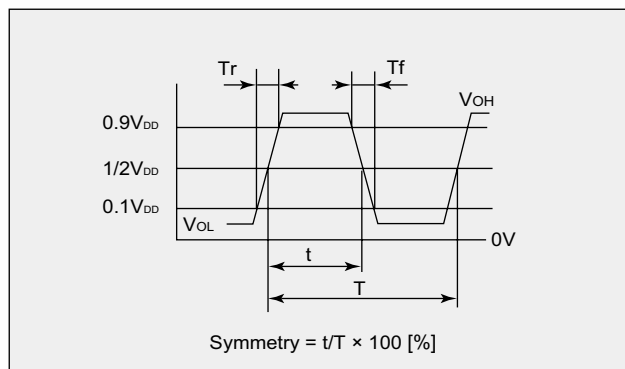 Tr
Tf
VOH
0.9VDD
1/2VDD
0.1VDD
VOL
0V
t
T
Symmetry = t/T × 100 [%]